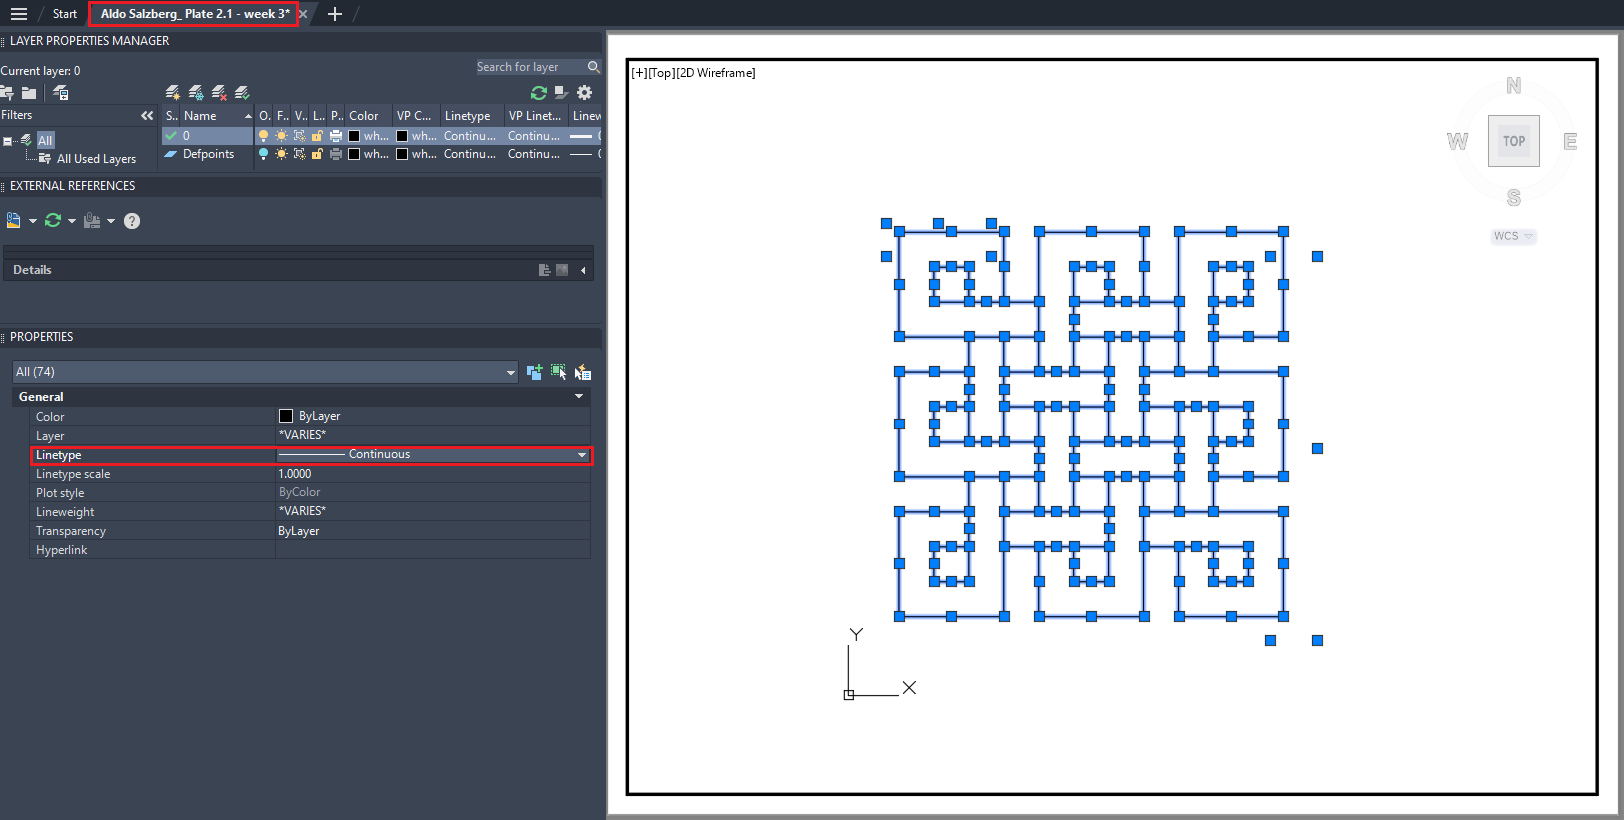 Start
Aldo Salzberg_ Plate 2.1 - week 3*
LAYER PROPERTIES MANAGER
Current layer: 0
Search for layer
Filters
S.. Name O. F.. V.. L.. P.. Color VP C... Linetype VP Linet... Linew
All
All Used Layers
0 wh... wh... Continu... Continu...
Defpoints wh... wh... Continu... Continu...
EXTERNAL REFERENCES
Details
PROPERTIES
All (74)
General
Color ByLayer
Layer *VARIES*
Linetype Continuous
Linetype scale 1.0000
Plot style ByColor
Lineweight *VARIES*
Transparency ByLayer
Hyperlink
[+][Top][2D Wireframe]
N
W TOP E
S
WCS
Y
X